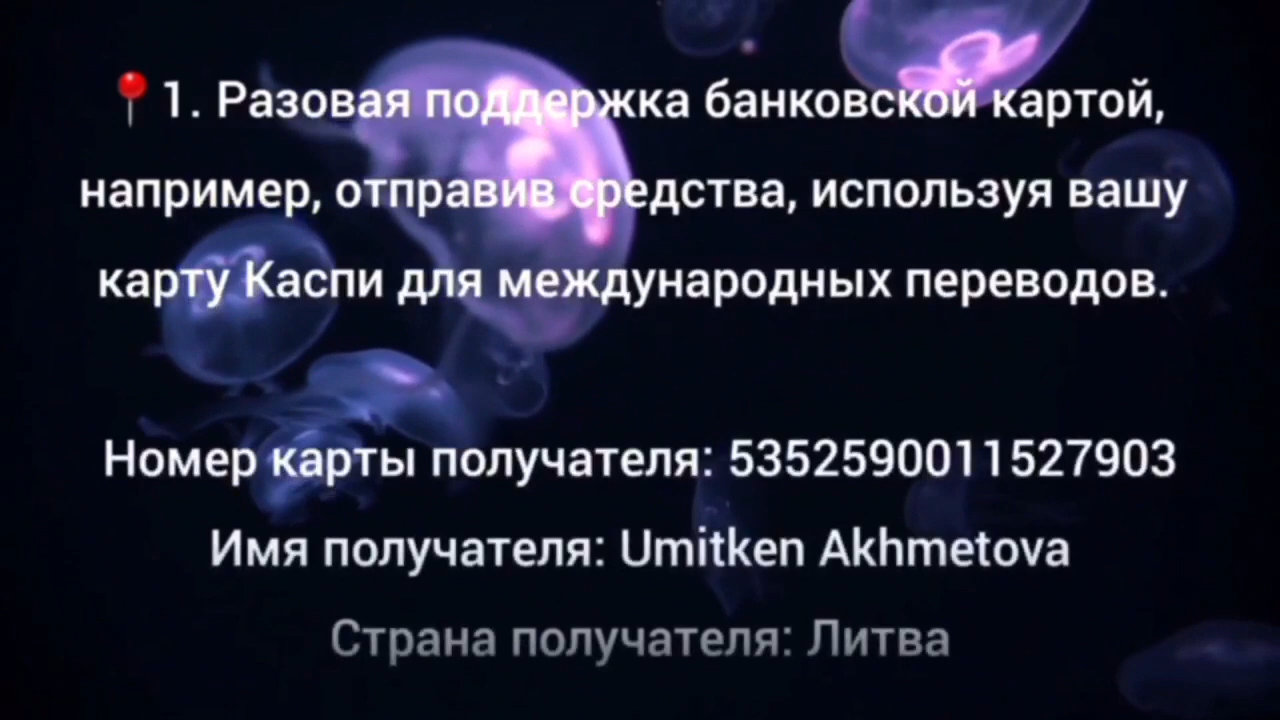 📍1. Разовая поддержка банковской картой,
например, отправив средства, используя вашу
карту Каспи для международных переводов.
Номер карты получателя: 5352590011527903
Имя получателя: Umitken Akhmetova
Страна получателя: Литва